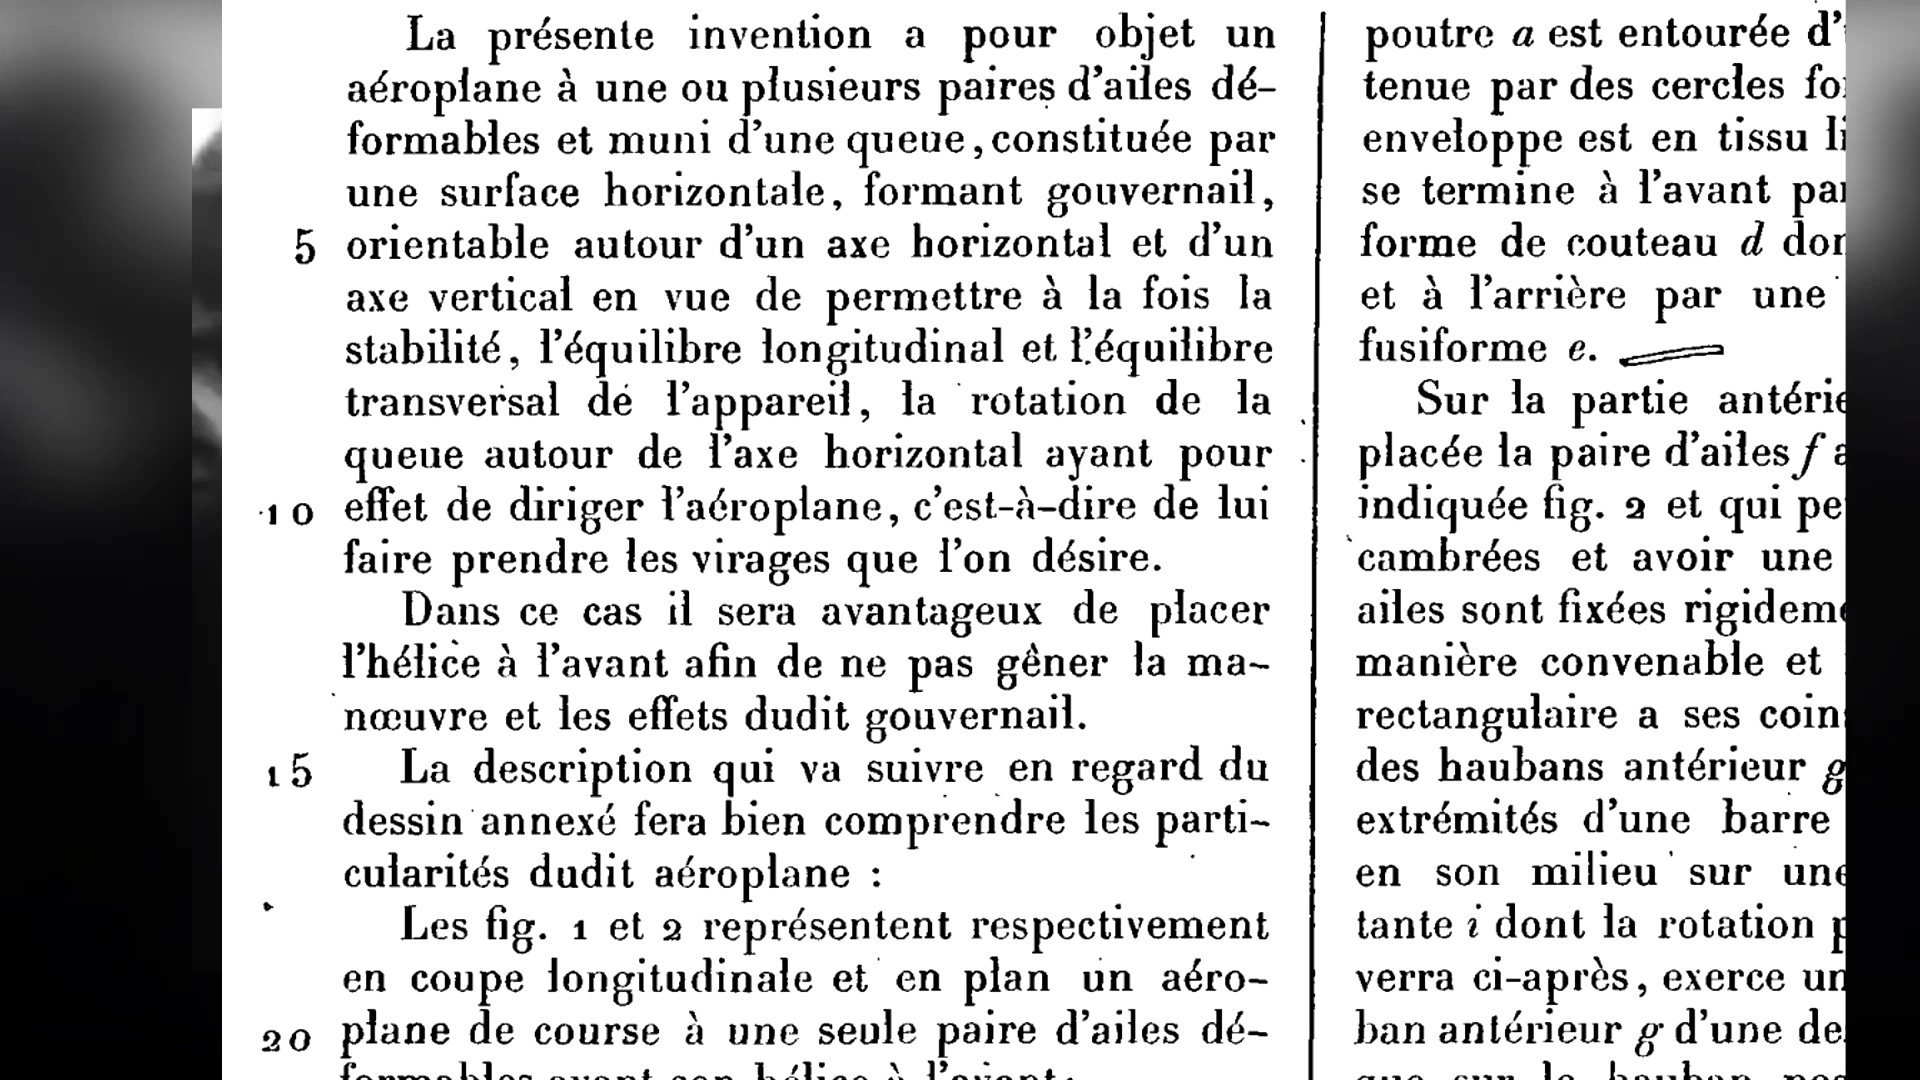 La présente invention a pour objet un
aéroplane à une ou plusieurs paires d'ailes dé-
formables et muni d'une queue, constituée par
une surface horizontale, formant gouvernail,
5 orientable autour d'un axe horizontal et d'un
axe vertical en vue de permettre à la fois la
stabilité, l'équilibre longitudinal et l'équilibre
transversal de l'appareil, la rotation de la
queue autour de l'axe horizontal ayant pour
10 effet de diriger l'aéroplane, c'est-à-dire de lui
faire prendre les virages que l'on désire.
Dans ce cas il sera avantageux de placer
l'hélice à l'avant afin de ne pas gêner la ma-
nœuvre et les effets dudit gouvernail.
15 La description qui va suivre en regard du
dessin annexé fera bien comprendre les parti-
cularités dudit aéroplane :
Les fig. 1 et 2 représentent respectivement
en coupe longitudinale et en plan un aéro-
20 plane de course à une seule paire d'ailes dé-
formables ayant son hélice à l'avant;
poutre a est entourée
tenue par des cercles
enveloppe est en tissu
se termine à l'avant
forme de couteau d
et à l'arrière par une
fusiforme e.
Sur la partie
placée la paire d'ailes f
indiquée fig. 2 et qui
cambrées et avoir une
ailes sont fixées
manière convenable et
rectangulaire a ses
des haubans antérieur g
extrémités d'une barre
en son milieu sur
tante i dont la rotation
verra ci-après, exerce
ban antérieur g d'une
que sur le hauban